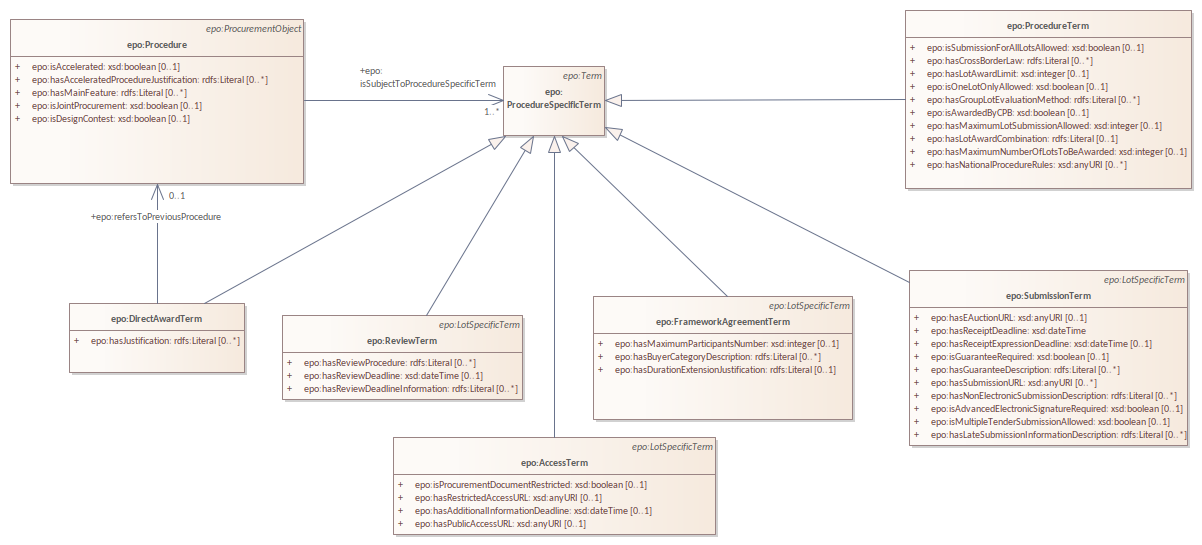 epo:ProcurementObject
epo:Procedure
+ epo:isAccelerated: xsd:boolean [0..1]
+ epo:hasAcceleratedProcedureJustification: rdfs:Literal [0..*]
+ epo:hasMainFeature: rdfs:Literal [0..*]
+ epo:isJointProcurement: xsd:boolean [0..1]
+ epo:isDesignContest: xsd:boolean [0..1]
+epo:
isSubjectToProcedureSpecificTerm
1..*
epo:Term
epo:
ProcedureSpecificTerm
epo:ProcedureTerm
+ epo:isSubmissionForAllLotsAllowed: xsd:boolean [0..1]
+ epo:hasCrossBorderLaw: rdfs:Literal [0..*]
+ epo:hasLotAwardLimit: xsd:integer [0..1]
+ epo:isOneLotOnlyAllowed: xsd:boolean [0..1]
+ epo:hasGroupLotEvaluationMethod: rdfs:Literal [0..*]
+ epo:isAwardedByCPB: xsd:boolean [0..1]
+ epo:hasMaximumLotSubmissionAllowed: xsd:integer [0..1]
+ epo:hasLotAwardCombination: rdfs:Literal [0..1]
+ epo:hasMaximumNumberOfLotsToBeAwarded: xsd:integer [0..1]
+ epo:hasNationalProcedureRules: xsd:anyURI [0..*]
0..1
+epo:refersToPreviousProcedure
epo:DirectAwardTerm
+ epo:hasJustification: rdfs:Literal [0..*]
epo:LotSpecificTerm
epo:ReviewTerm
+ epo:hasReviewProcedure: rdfs:Literal [0..*]
+ epo:hasReviewDeadline: xsd:dateTime [0..1]
+ epo:hasReviewDeadlineInformation: rdfs:Literal [0..*]
epo:LotSpecificTerm
epo:FrameworkAgreementTerm
+ epo:hasMaximumParticipantsNumber: xsd:integer [0..1]
+ epo:hasBuyerCategoryDescription: rdfs:Literal [0..*]
+ epo:hasDurationExtensionJustification: rdfs:Literal [0..1]
epo:LotSpecificTerm
epo:SubmissionTerm
+ epo:hasEAuctionURL: xsd:anyURI [0..1]
+ epo:hasReceiptDeadline: xsd:dateTime
+ epo:hasReceiptExpressionDeadline: xsd:dateTime [0..1]
+ epo:isGuaranteeRequired: xsd:boolean [0..1]
+ epo:hasGuaranteeDescription: rdfs:Literal [0..*]
+ epo:hasSubmissionURL: xsd:anyURI [0..*]
+ epo:hasNonElectronicSubmissionDescription: rdfs:Literal [0..*]
+ epo:isAdvancedElectronicSignatureRequired: xsd:boolean [0..1]
+ epo:isMultipleTenderSubmissionAllowed: xsd:boolean [0..1]
+ epo:hasLateSubmissionInformationDescription: rdfs:Literal [0..*]
epo:LotSpecificTerm
epo:AccessTerm
+ epo:isProcurementDocumentRestricted: xsd:boolean [0..1]
+ epo:hasRestrictedAccessURL: xsd:anyURI [0..1]
+ epo:hasAdditionalInformationDeadline: xsd:dateTime [0..1]
+ epo:hasPublicAccessURL: xsd:anyURI [0..1]